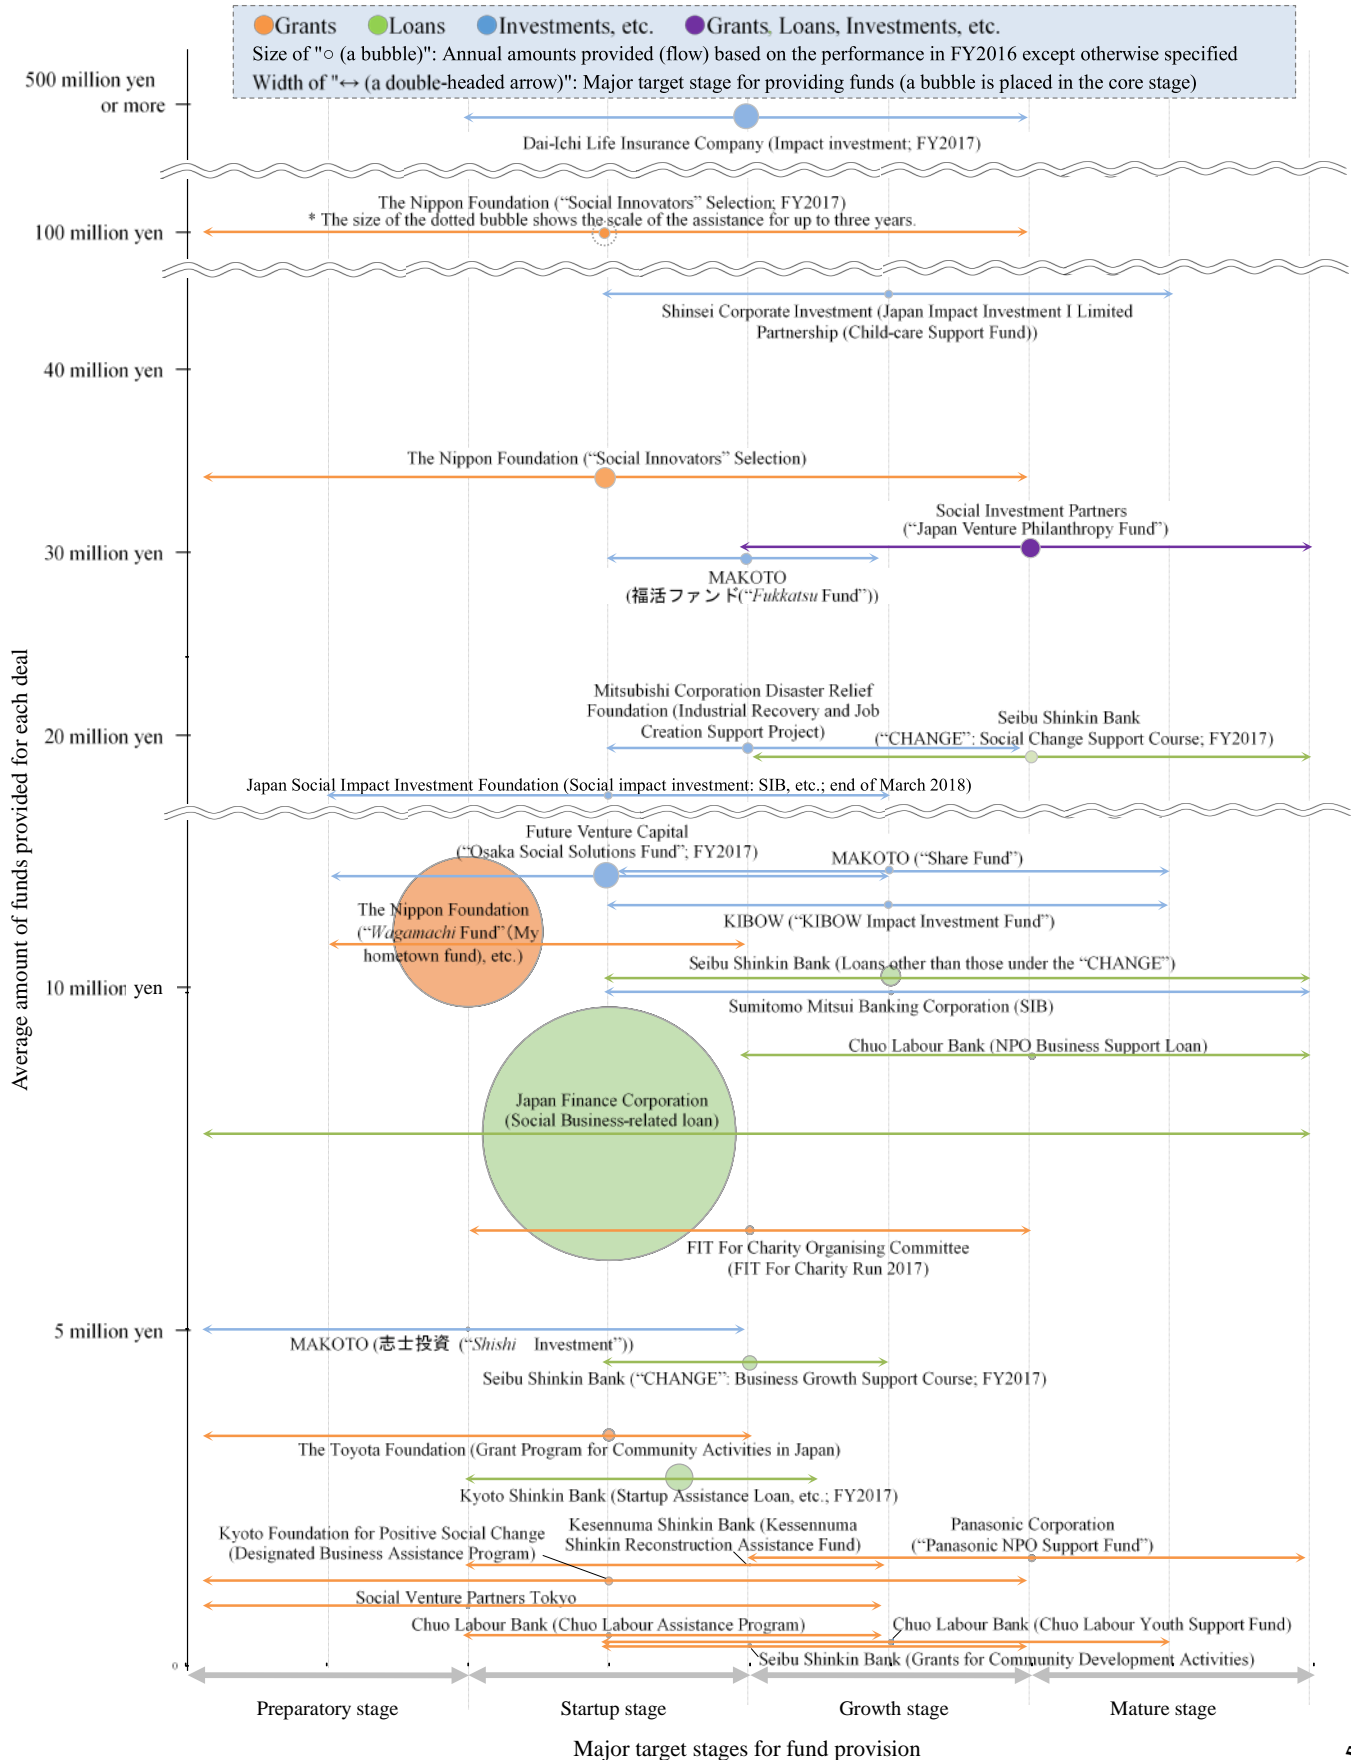 Grants Loans Investments, etc. Grants, Loans, Investments, etc.
Size of "○ (a bubble)": Annual amounts provided (flow) based on the performance in FY2016 except otherwise specified
Width of "↔ (a double-headed arrow)": Major target stage for providing funds (a bubble is placed in the core stage)
500 million yen
or more
Dai-Ichi Life Insurance Company (Impact investment; FY2017)
The Nippon Foundation (“Social Innovators” Selection; FY2017)
* The size of the dotted bubble shows the scale of the assistance for up to three years.
100 million yen
Shinsei Corporate Investment (Japan Impact Investment I Limited
Partnership (Child-care Support Fund))
40 million yen
The Nippon Foundation (“Social Innovators” Selection)
Social Investment Partners
(“Japan Venture Philanthropy Fund”)
30 million yen
MAKOTO
(福活ファンド(“Fukkatsu Fund”))
Mitsubishi Corporation Disaster Relief
Foundation (Industrial Recovery and Job
Creation Support Project)
Seibu Shinkin Bank
(“CHANGE”: Social Change Support Course; FY2017)
20 million yen
Japan Social Impact Investment Foundation (Social impact investment: SIB, etc.; end of March 2018)
Future Venture Capital
(“Osaka Social Solutions Fund”; FY2017)
MAKOTO (“Share Fund”)
The Nippon Foundation
(“Wagamachi Fund”(My
hometown fund), etc.)
KIBOW (“KIBOW Impact Investment Fund”)
Seibu Shinkin Bank (Loans other than those under the “CHANGE”)
10 million yen
Sumitomo Mitsui Banking Corporation (SIB)
Chuo Labour Bank (NPO Business Support Loan)
Japan Finance Corporation
(Social Business-related loan)
FIT For Charity Organising Committee
(FIT For Charity Run 2017)
5 million yen
MAKOTO (志士投資 (“Shishi Investment”))
Seibu Shinkin Bank (“CHANGE”: Business Growth Support Course; FY2017)
The Toyota Foundation (Grant Program for Community Activities in Japan)
Kyoto Shinkin Bank (Startup Assistance Loan, etc.; FY2017)
Kyoto Foundation for Positive Social Change
(Designated Business Assistance Program)
Kesennuma Shinkin Bank (Kessennuma
Shinkin Reconstruction Assistance Fund)
Panasonic Corporation
(“Panasonic NPO Support Fund”)
Social Venture Partners Tokyo
Chuo Labour Bank (Chuo Labour Assistance Program)
Chuo Labour Bank (Chuo Labour Youth Support Fund)
Seibu Shinkin Bank (Grants for Community Development Activities)
0
Average amount of funds provided for each deal
Preparatory stage Startup stage Growth stage Mature stage
Major target stages for fund provision